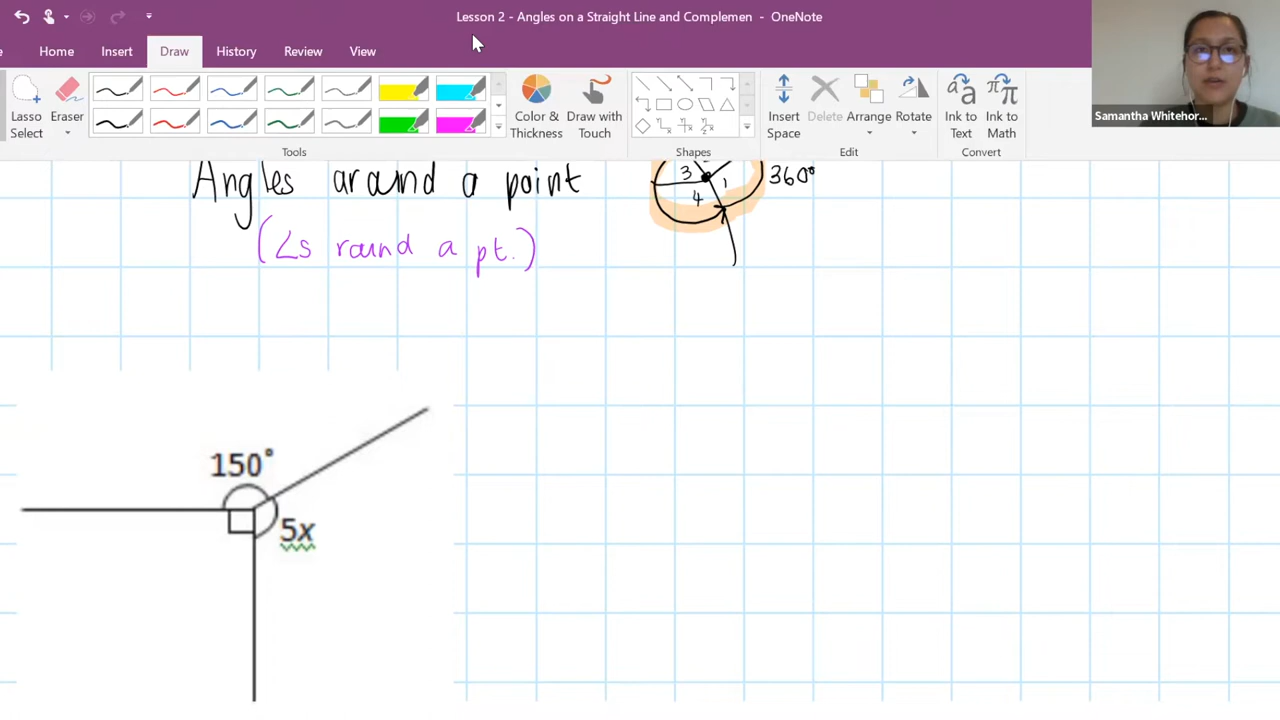 Lesson 2 - Angles on a Straight Line and Complemen - OneNote
Home Insert Draw History Review View
Lasso Select
Eraser
Color & Thickness
Draw with Touch
Insert Space
Delete
Arrange
Rotate
Ink to Text
Ink to Math
Tools
Shapes
Edit
Convert
Samantha Whitehor...
Angles around a point
(∠s round a pt.)
3
1
4
360°
150°
5x